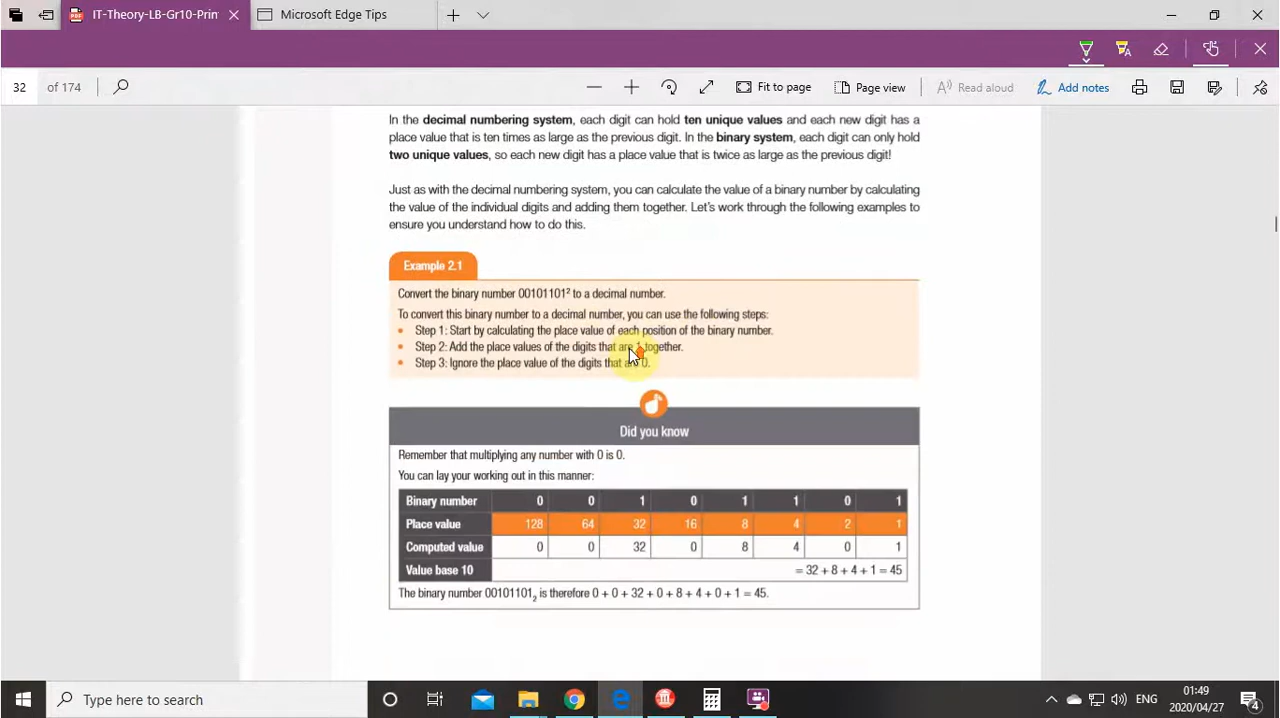 IT-Theory-LB-Gr10-Prin
Microsoft Edge Tips
32 of 174
Fit to page
Page view
Read aloud
Add notes
In the decimal numbering system, each digit can hold ten unique values and each new digit has a
place value that is ten times as large as the previous digit. In the binary system, each digit can only hold
two unique values, so each new digit has a place value that is twice as large as the previous digit!
Just as with the decimal numbering system, you can calculate the value of a binary number by calculating
the value of the individual digits and adding them together. Let's work through the following examples to
ensure you understand how to do this.
Example 2.1
Convert the binary number 00101101² to a decimal number.
To convert this binary number to a decimal number, you can use the following steps:
• Step 1: Start by calculating the place value of each position of the binary number.
• Step 2: Add the place values of the digits that are 1 together.
• Step 3: Ignore the place value of the digits that are 0.
Did you know
Remember that multiplying any number with 0 is 0.
You can lay your working out in this manner:
Binary number 0 0 1 0 1 1 0 1
Place value 128 64 32 16 8 4 2 1
Computed value 0 0 32 0 8 4 0 1
Value base 10 = 32 + 8 + 4 + 1 = 45
The binary number 00101101₂ is therefore 0 + 0 + 32 + 0 + 8 + 4 + 0 + 1 = 45.
Type here to search
ENG
01:49
2020/04/27
4